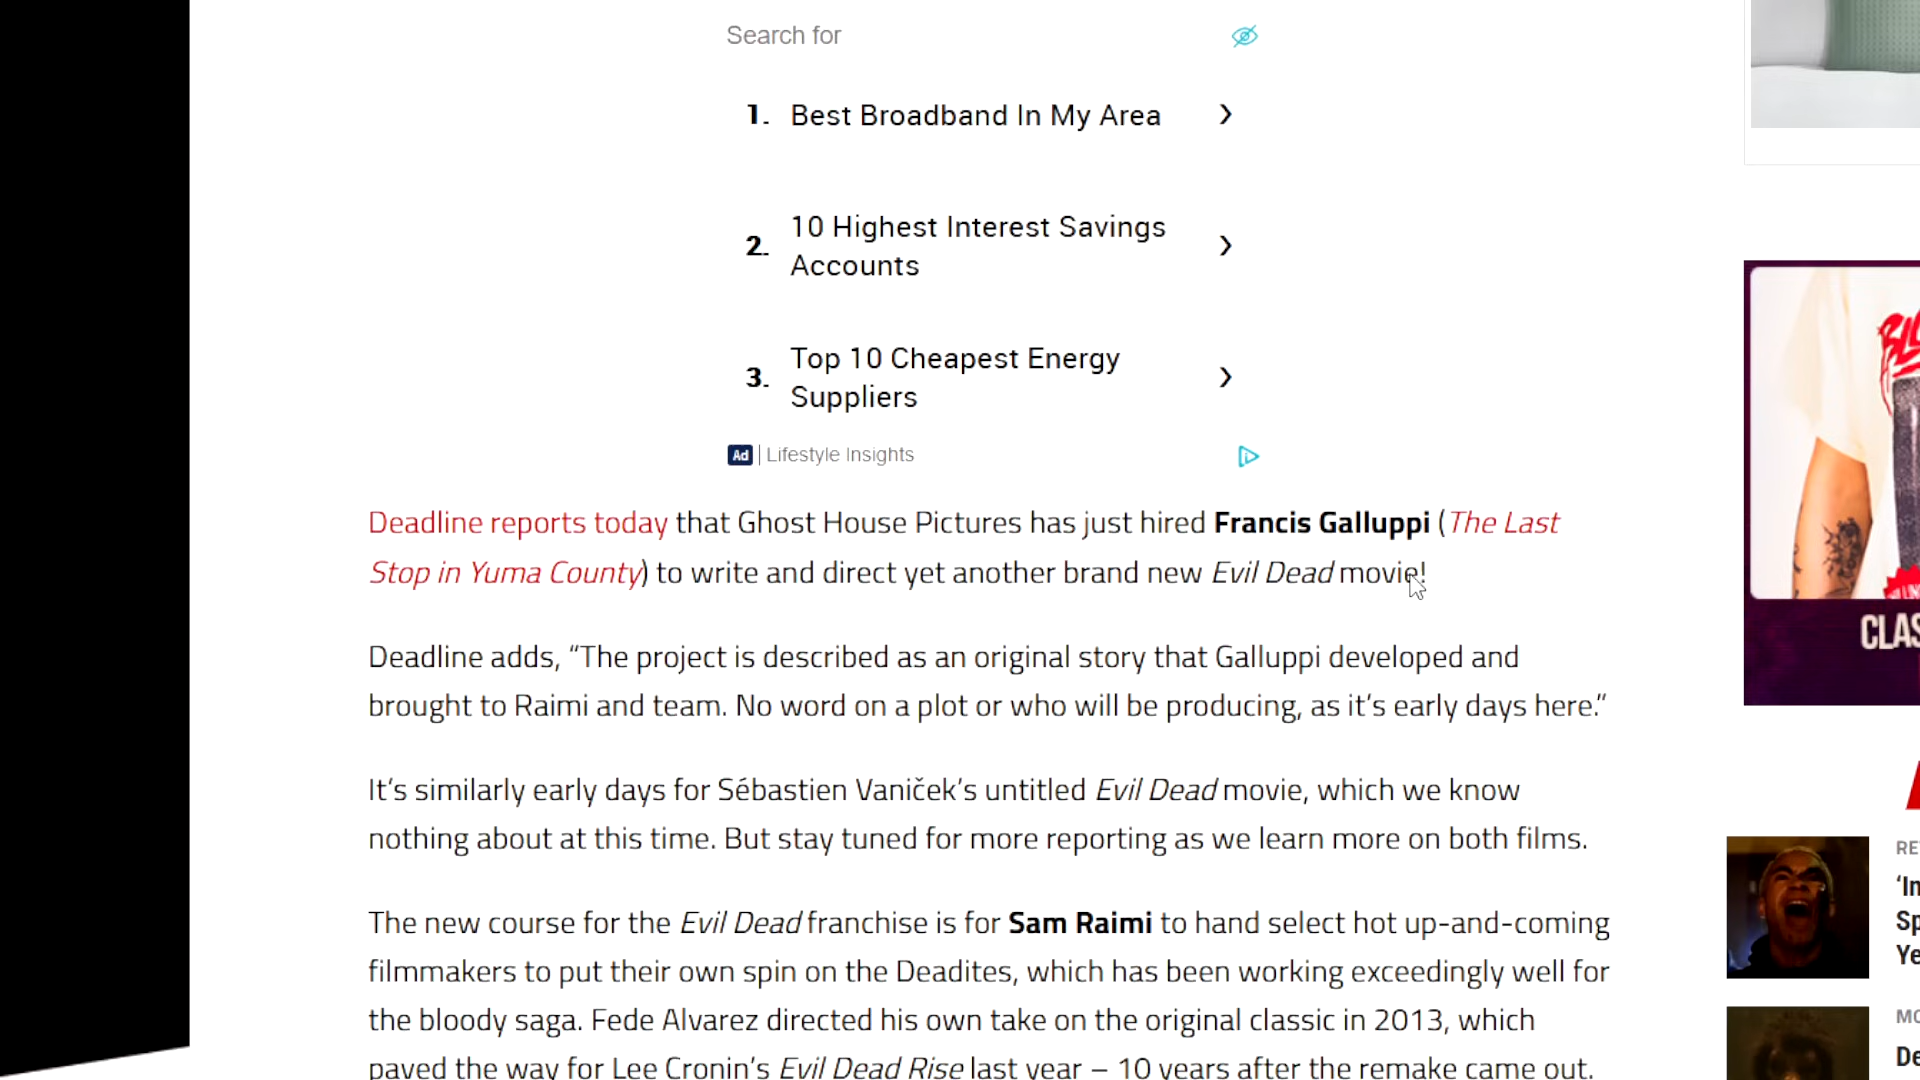 Search for
1. Best Broadband In My Area
2. 10 Highest Interest Savings
Accounts
3. Top 10 Cheapest Energy
Suppliers
Ad | Lifestyle Insights
Deadline reports today that Ghost House Pictures has just hired Francis Galluppi (The Last
Stop in Yuma County) to write and direct yet another brand new Evil Dead movie!
Deadline adds, “The project is described as an original story that Galluppi developed and
brought to Raimi and team. No word on a plot or who will be producing, as it’s early days here.”
It’s similarly early days for Sébastien Vaniček’s untitled Evil Dead movie, which we know
nothing about at this time. But stay tuned for more reporting as we learn more on both films.
The new course for the Evil Dead franchise is for Sam Raimi to hand select hot up-and-coming
filmmakers to put their own spin on the Deadites, which has been working exceedingly well for
the bloody saga. Fede Alvarez directed his own take on the original classic in 2013, which
paved the way for Lee Cronin’s Evil Dead Rise last year – 10 years after the remake came out.
CLAS
RE
‘In
Sp
Ye
MO
De